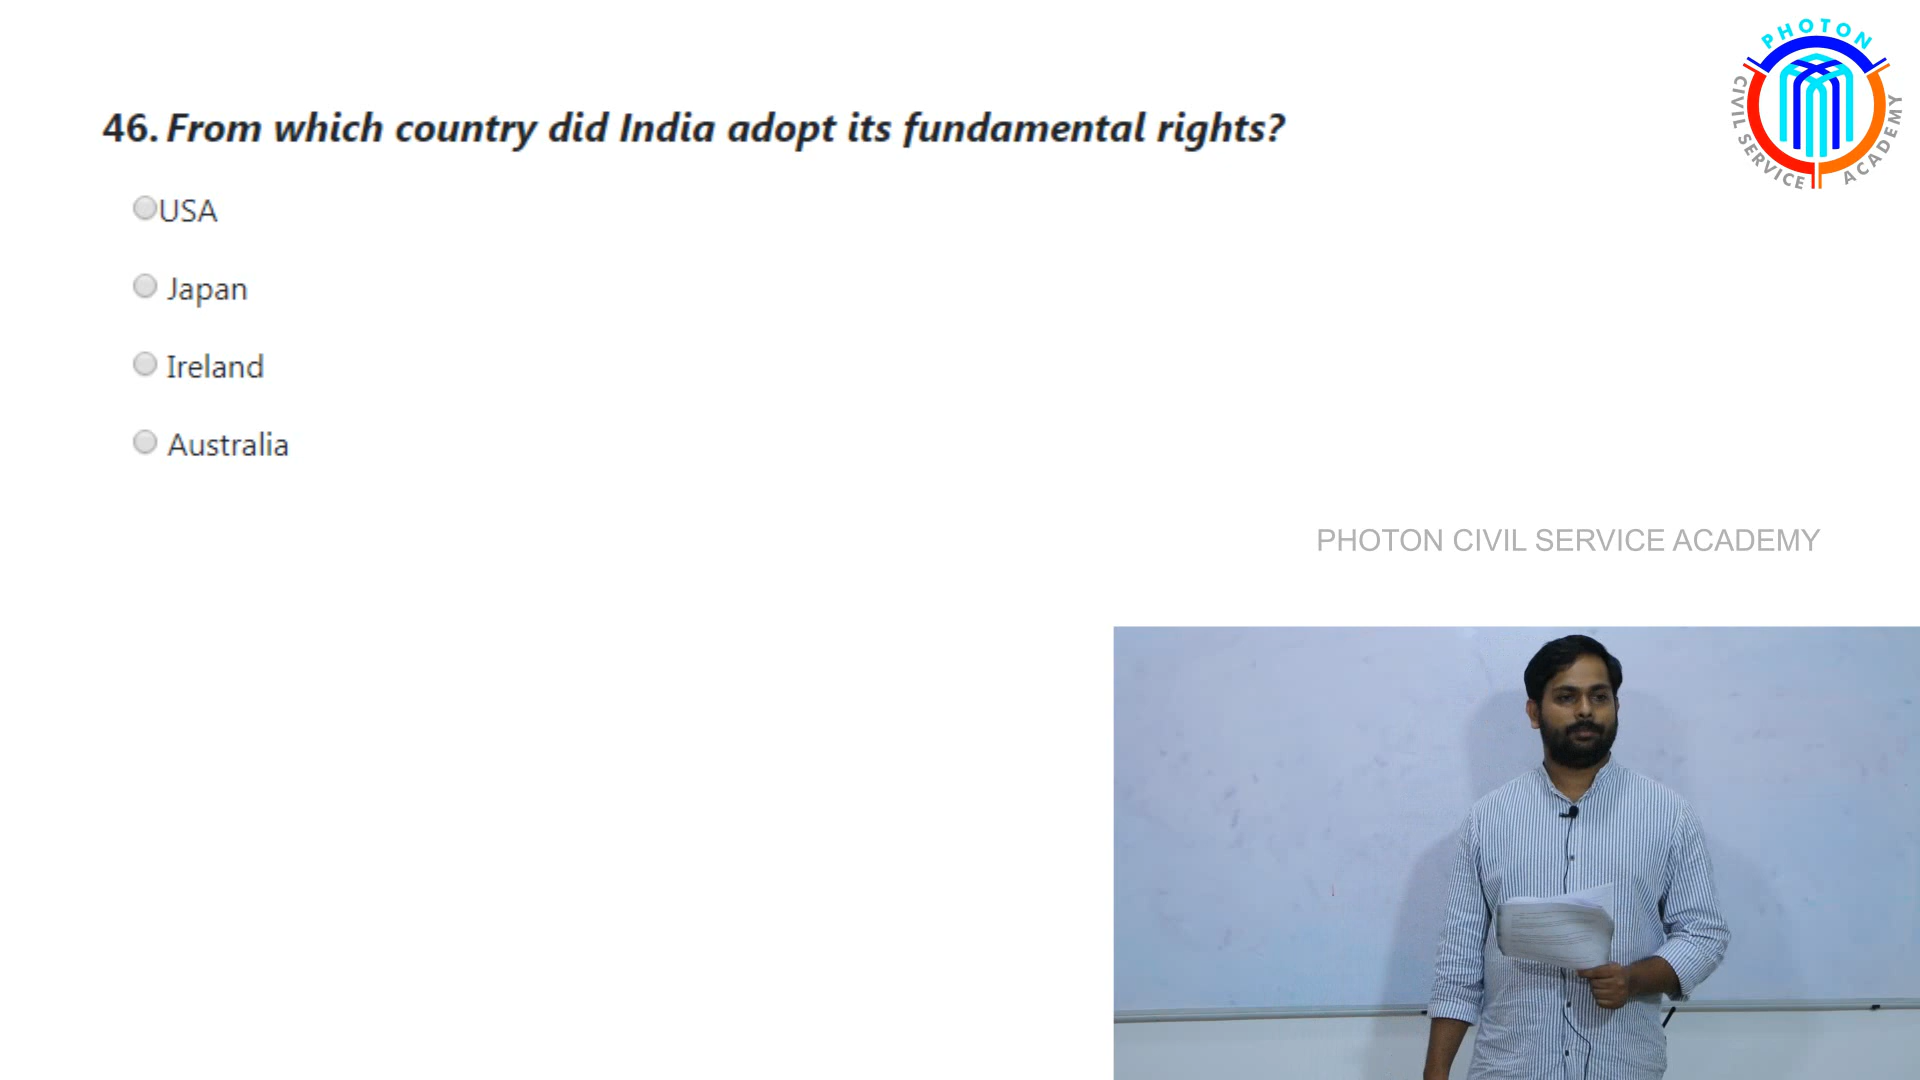 PHOTON
CIVIL SERVICE ACADEMY
46. From which country did India adopt its fundamental rights?
USA
Japan
Ireland
Australia
PHOTON CIVIL SERVICE ACADEMY